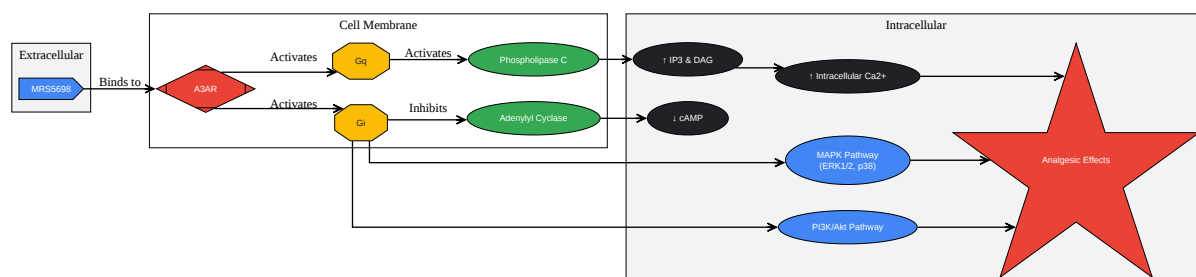 Extracellular
MRS5698
Binds to
Cell Membrane
A3AR
Activates
Gq
Activates
Phospholipase C
Activates
Gi
Inhibits
Adenylyl Cyclase
Intracellular
↑ IP3 & DAG
↑ Intracellular Ca2+
↓ cAMP
MAPK Pathway
(ERK1/2, p38)
PI3K/Akt Pathway
Analgesic Effects